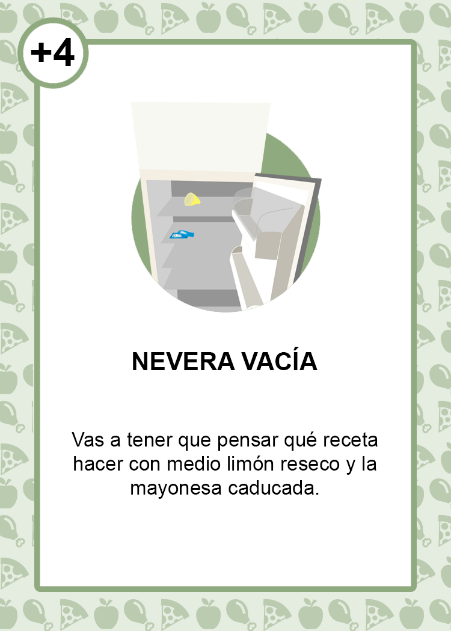 +4
NEVERA VACÍA
Vas a tener que pensar qué receta
hacer con medio limón reseco y la
mayonesa caducada.